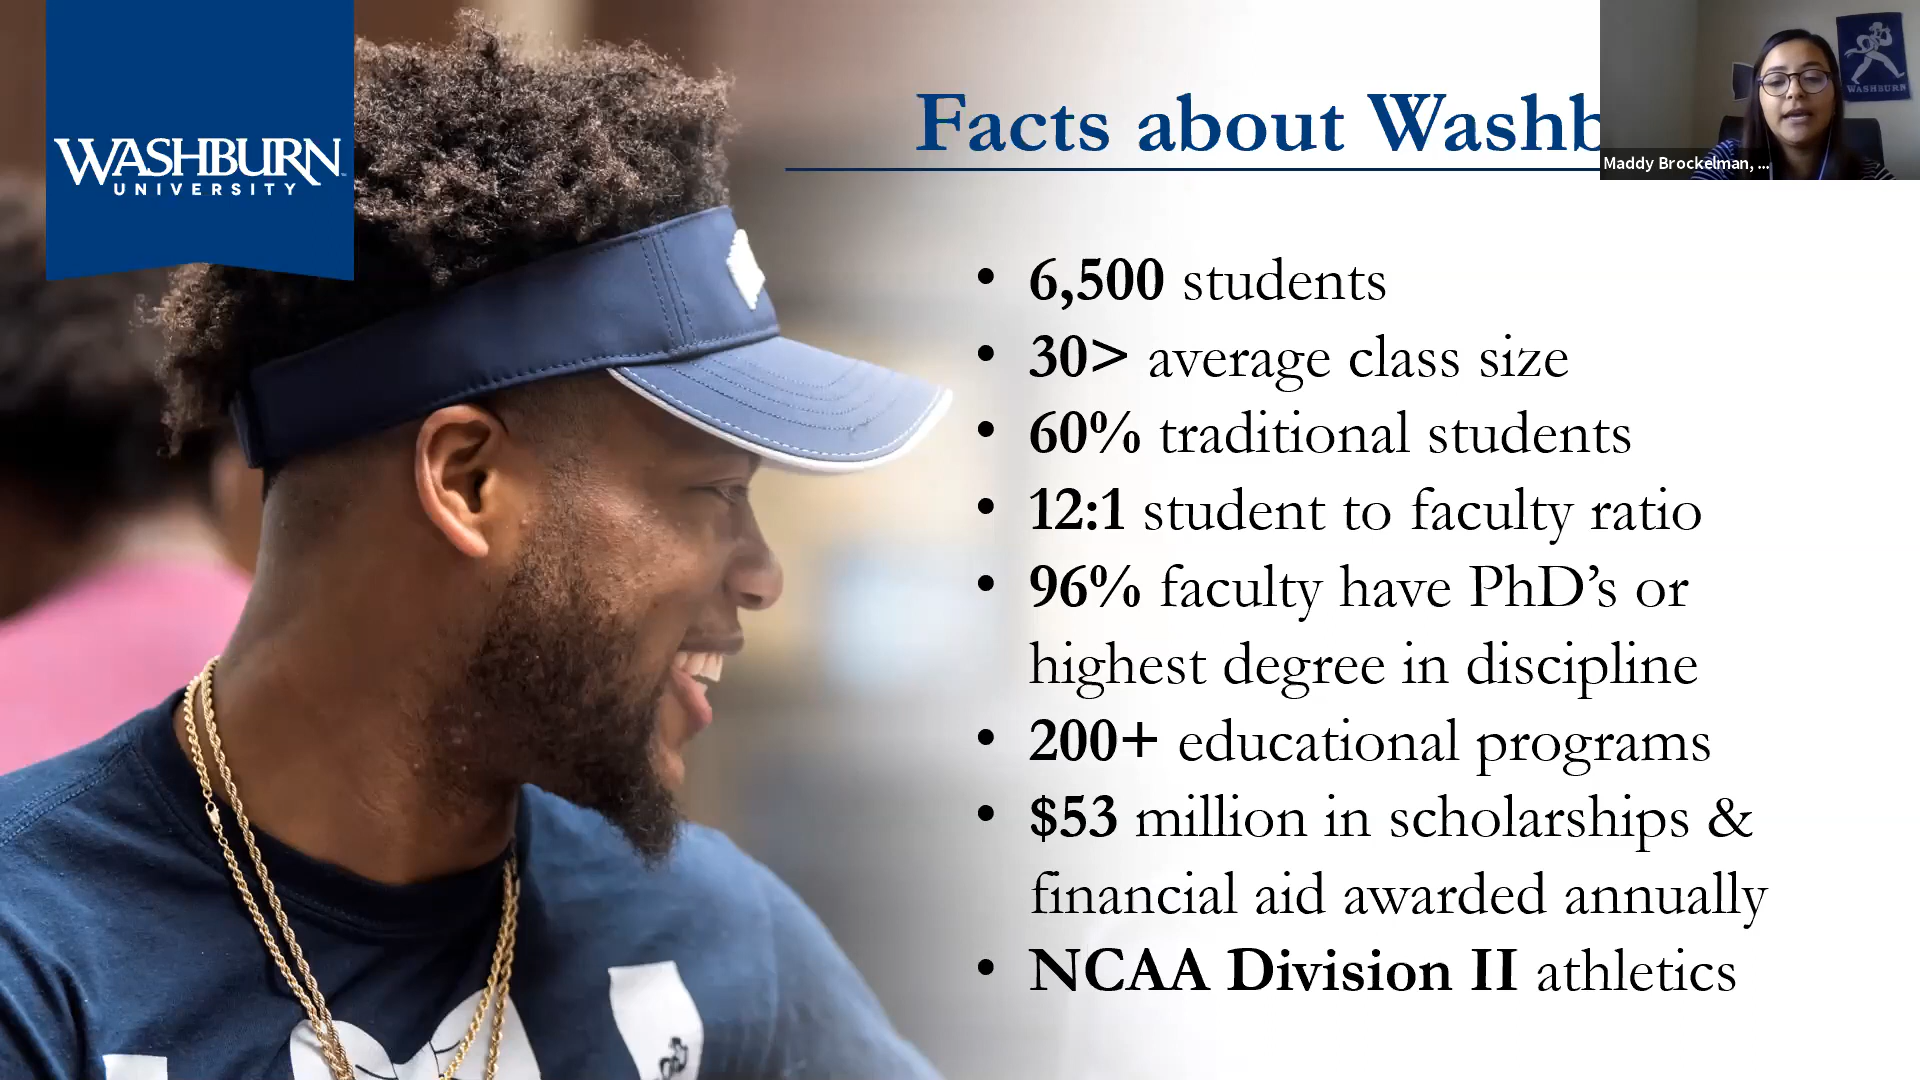 WASHBURN
UNIVERSITY
Facts about Washb
WASHBURN
Maddy Brockelman, ...
• 6,500 students
• 30> average class size
• 60% traditional students
• 12:1 student to faculty ratio
• 96% faculty have PhD’s or
highest degree in discipline
• 200+ educational programs
• $53 million in scholarships &
financial aid awarded annually
• NCAA Division II athletics